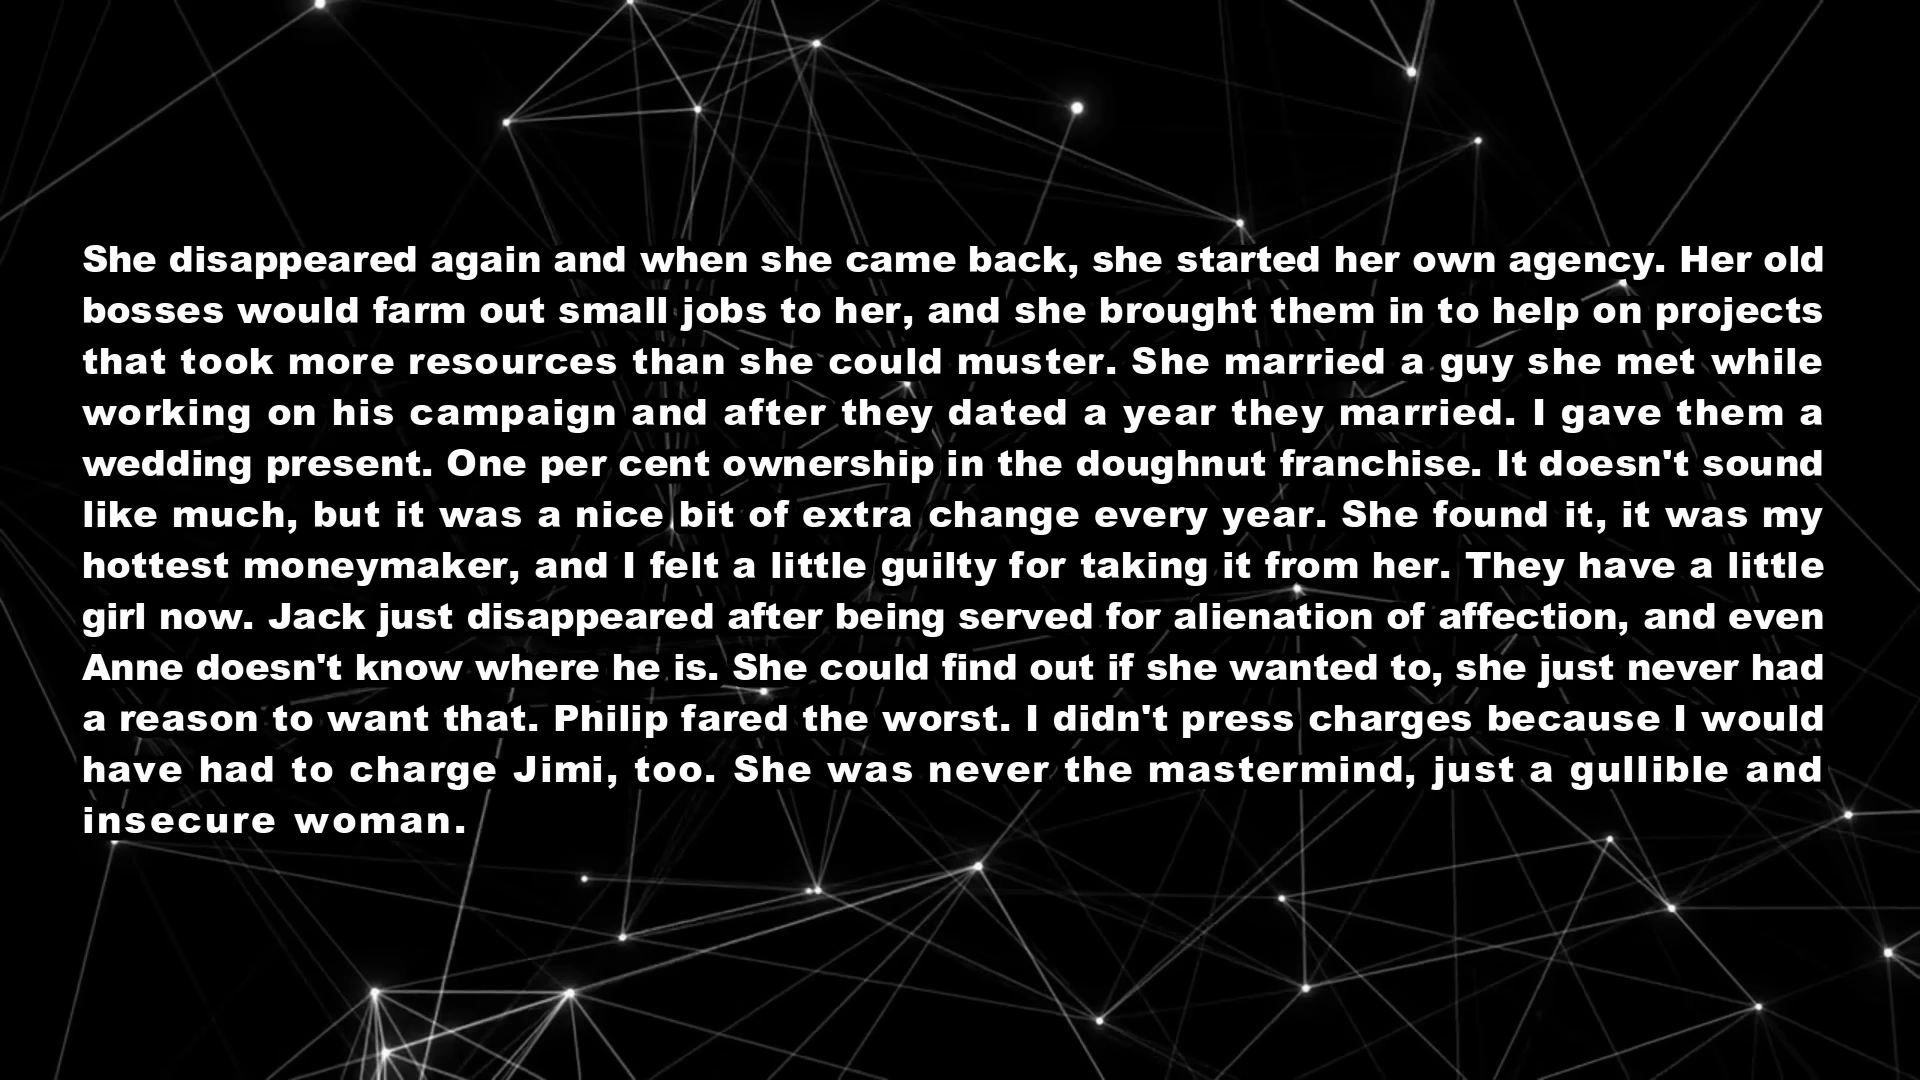 She disappeared again and when she came back, she started her own agency. Her old
bosses would farm out small jobs to her, and she brought them in to help on projects
that took more resources than she could muster. She married a guy she met while
working on his campaign and after they dated a year they married. I gave them a
wedding present. One per cent ownership in the doughnut franchise. It doesn't sound
like much, but it was a nice bit of extra change every year. She found it, it was my
hottest moneymaker, and I felt a little guilty for taking it from her. They have a little
girl now. Jack just disappeared after being served for alienation of affection, and even
Anne doesn't know where he is. She could find out if she wanted to, she just never had
a reason to want that. Philip fared the worst. I didn't press charges because I would
have had to charge Jimi, too. She was never the mastermind, just a gullible and
insecure woman.